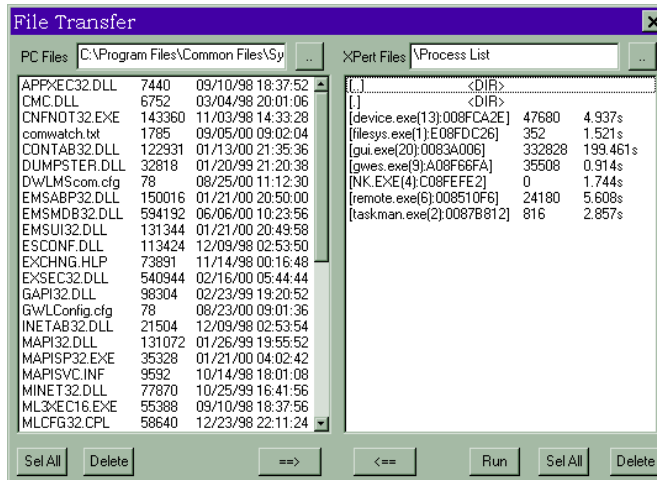 File Transfer
PC Files C:\Program Files\Common Files\Sy ..
XPert Files \Process List ..
APPXEC32.DLL 7440 09/10/98 18:37:52
CMC.DLL 6752 03/04/98 20:01:06
CNFNOT32.EXE 143360 11/03/98 14:33:28
comwatch.txt 1785 09/05/00 09:02:04
CONTAB32.DLL 122931 01/13/00 21:35:36
DUMPSTER.DLL 32818 01/20/99 21:20:38
DWLMScom.cfg 78 08/25/00 11:12:30
EMSABP32.DLL 150016 01/21/00 20:50:00
EMSMDB32.DLL 594192 06/06/00 10:23:56
EMSUI32.DLL 131344 01/21/00 20:49:58
ESCONF.DLL 113424 12/09/98 02:53:50
EXCHNG.HLP 73891 11/14/98 00:16:48
EXSEC32.DLL 540944 02/16/00 05:44:44
GAPI32.DLL 98304 02/23/99 19:20:52
GWLConfig.cfg 78 08/23/00 09:01:36
INETAB32.DLL 21504 12/09/98 02:53:54
MAPI32.DLL 131072 01/26/99 19:55:52
MAPISP32.EXE 35328 01/21/00 04:02:42
MAPISVC.INF 9592 10/14/98 18:01:08
MINET32.DLL 77870 10/25/99 16:41:56
ML3XEC16.EXE 55388 09/10/98 18:37:56
MLCFG32.CPL 58640 12/23/98 22:11:24
[..] <DIR>
[.] <DIR>
[device.exe(13):008FCA2E] 47680 4.937s
[filesys.exe(1):E08FDC26] 352 1.521s
[gui.exe(20):0083A006] 332828 199.461s
[gwes.exe(9):A08F66FA] 35508 0.914s
[NK.EXE(4):C08FEFE2] 0 1.744s
[remote.exe(6):008510F6] 24180 5.608s
[taskman.exe(2):0087B812] 816 2.857s
Sel All Delete ==> <== Run Sel All Delete